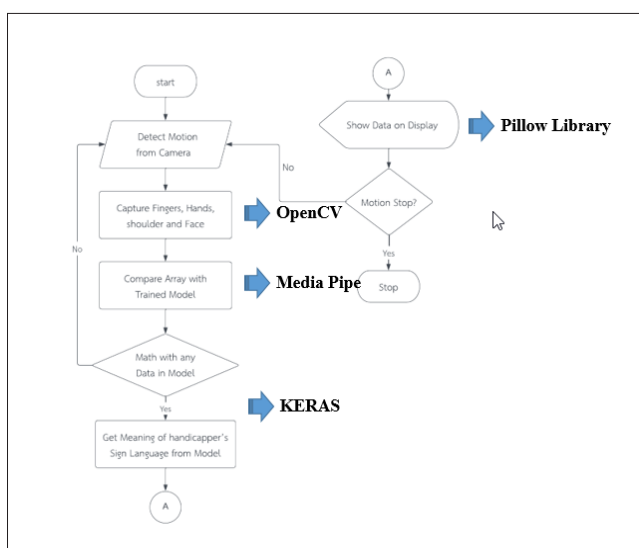 start
Detect Motion
from Camera
No
Capture Fingers, Hands,
shoulder and Face
OpenCV
Compare Array with
Trained Model
Media Pipe
Math with any
Data in Model
Yes
KERAS
Get Meaning of handicapper's
Sign Language from Model
A
A
Show Data on Display
Pillow Library
Motion Stop?
No
Yes
Stop